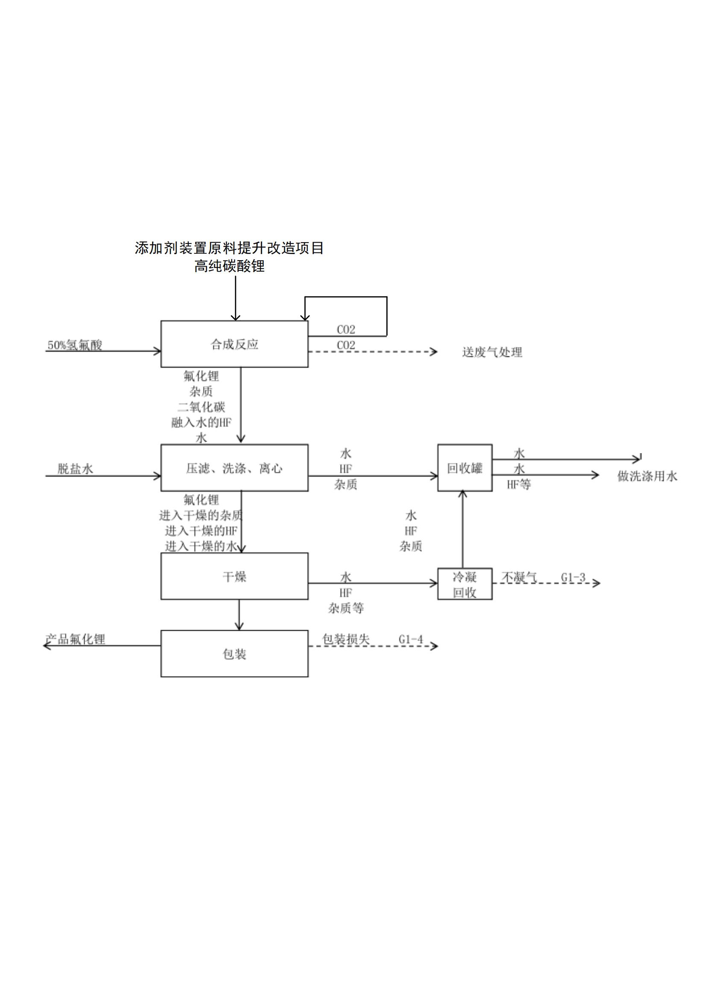 添加剂装置原料提升改造项目
高纯碳酸锂
CO2
50%氢氟酸
合成反应
CO2
送废气处理
氟化锂
杂质
二氧化碳
融入水的HF
水
脱盐水
压滤、洗涤、离心
水
HF
杂质
回收罐
水
水
HF等
做洗涤用水
氟化锂
进入干燥的杂质
进入干燥的HF
进入干燥的水
水
HF
杂质
干燥
水
HF
杂质等
冷凝
回收
不凝气 G1-3
产品氟化锂
包装
包装损失 G1-4